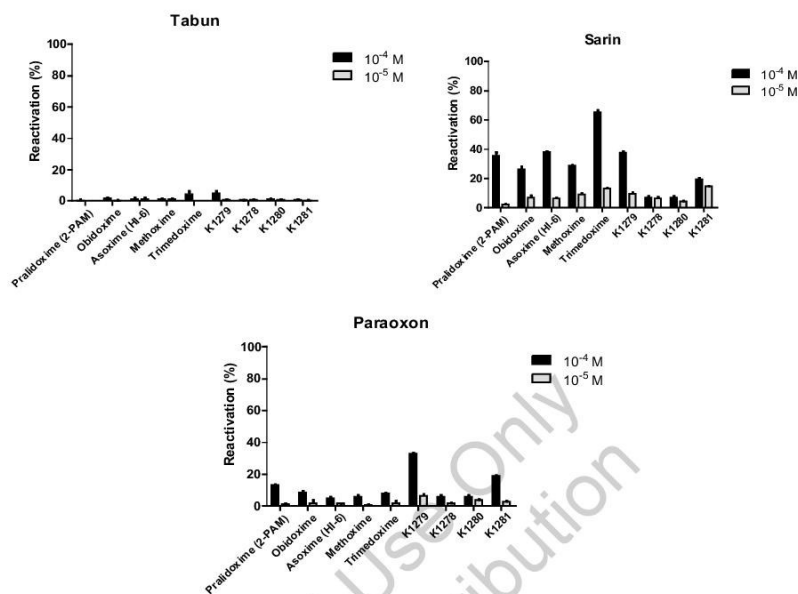 Tabun
10⁻⁴ M
10⁻⁵ M
Reactivation (%)
100
80
60
40
20
0
Pralidoxime (2-PAM)
Obidoxime
Asoxime (HI-6)
Methoxime
Trimedoxime
K1279
K1278
K1280
K1281
Sarin
10⁻⁴ M
10⁻⁵ M
Reactivation (%)
100
80
60
40
20
0
Pralidoxime (2-PAM)
Obidoxime
Asoxime (HI-6)
Methoxime
Trimedoxime
K1279
K1278
K1280
K1281
Paraoxon
10⁻⁴ M
10⁻⁵ M
Reactivation (%)
100
80
60
40
20
0
Pralidoxime (2-PAM)
Obidoxime
Asoxime (HI-6)
Methoxime
Trimedoxime
K1279
K1278
K1280
K1281
Use Only